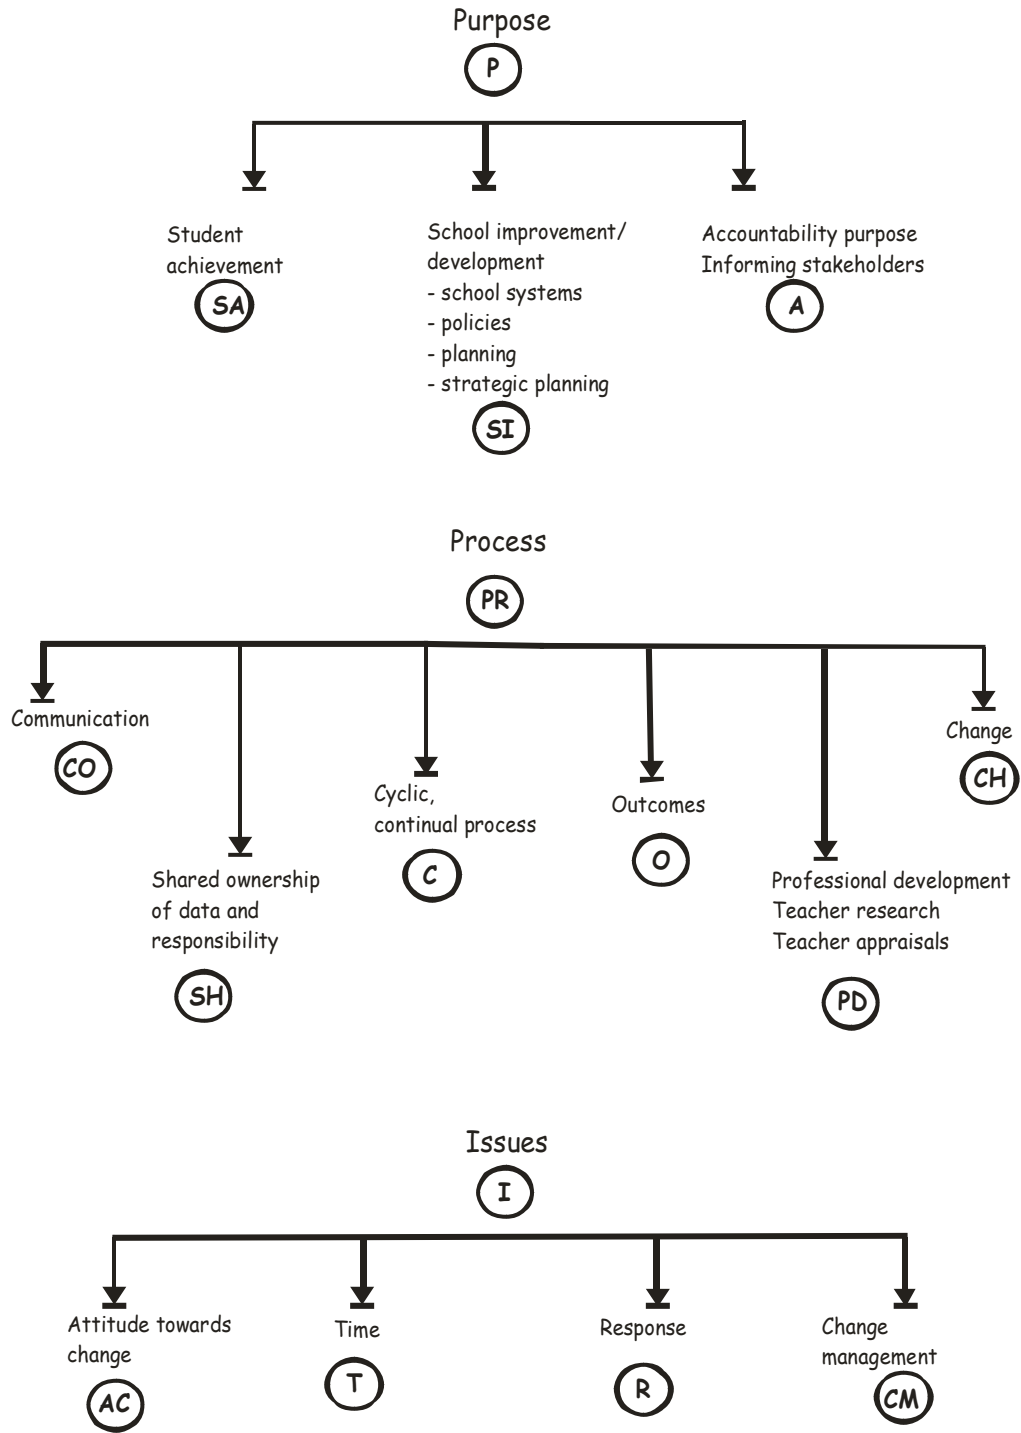 Purpose
P
Student
achievement
SA
School improvement/
development
- school systems
- policies
- planning
- strategic planning
SI
Accountability purpose
Informing stakeholders
A
Process
PR
Communication
CO
Shared ownership
of data and
responsibility
SH
Cyclic,
continual process
C
Outcomes
O
Professional development
Teacher research
Teacher appraisals
PD
Change
CH
Issues
I
Attitude towards
change
AC
Time
T
Response
R
Change
management
CM